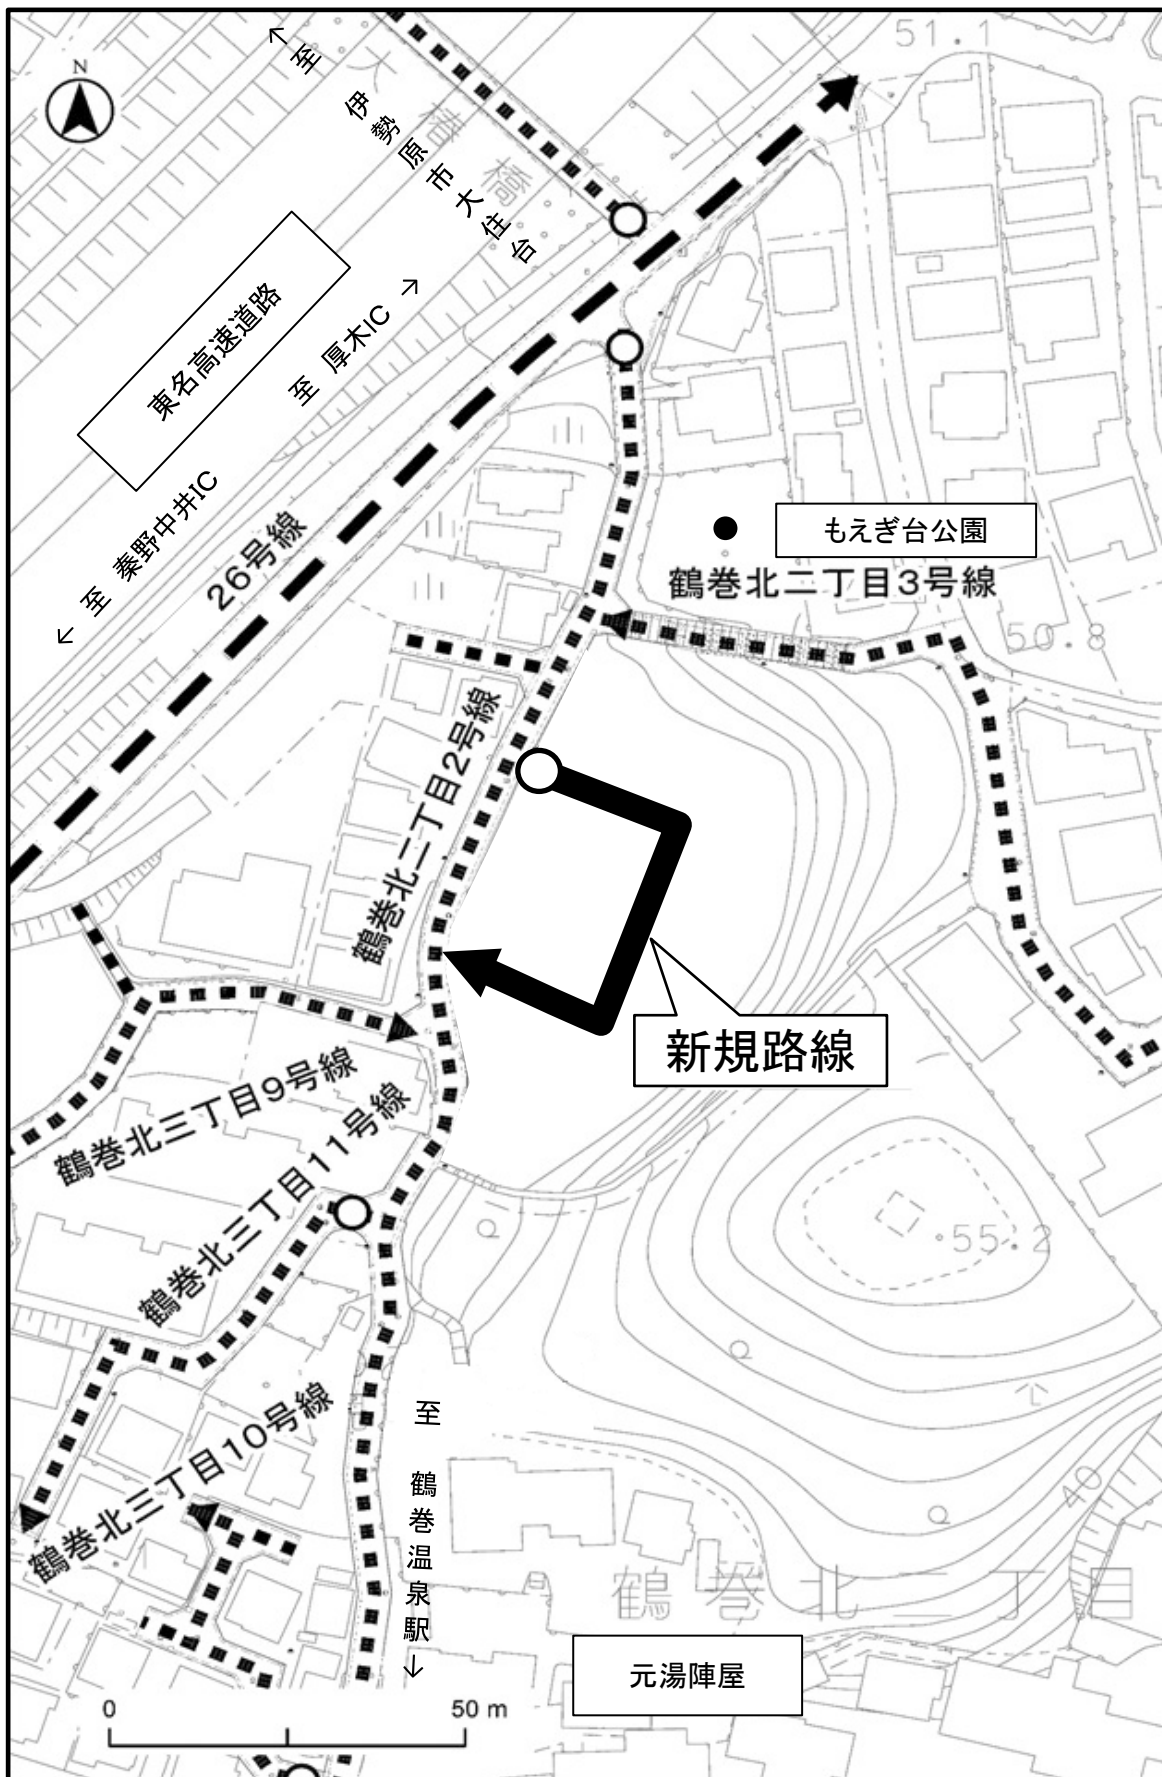 N
51.1
大椿橋
↑至 伊勢原市大住台
東名高速道路
至 厚木IC →
← 至 秦野中井IC
26号線
もえぎ台公園
鶴巻北二丁目3号線
50.8
鶴巻北二丁目2号線
新規路線
鶴巻北三丁目9号線
鶴巻北三丁目11号線
55.2
鶴巻北三丁目10号線
至 鶴巻温泉駅→
40
鶴巻北二丁目
元湯陣屋
0 50 m